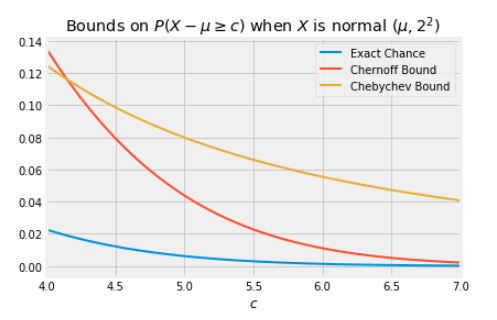 Bounds on P(X − μ ≥ c) when X is normal (μ, 2²)
0.14
0.12
0.10
0.08
0.06
0.04
0.02
0.00
Exact Chance
Chernoff Bound
Chebychev Bound
4.0 4.5 5.0 5.5 6.0 6.5 7.0
c